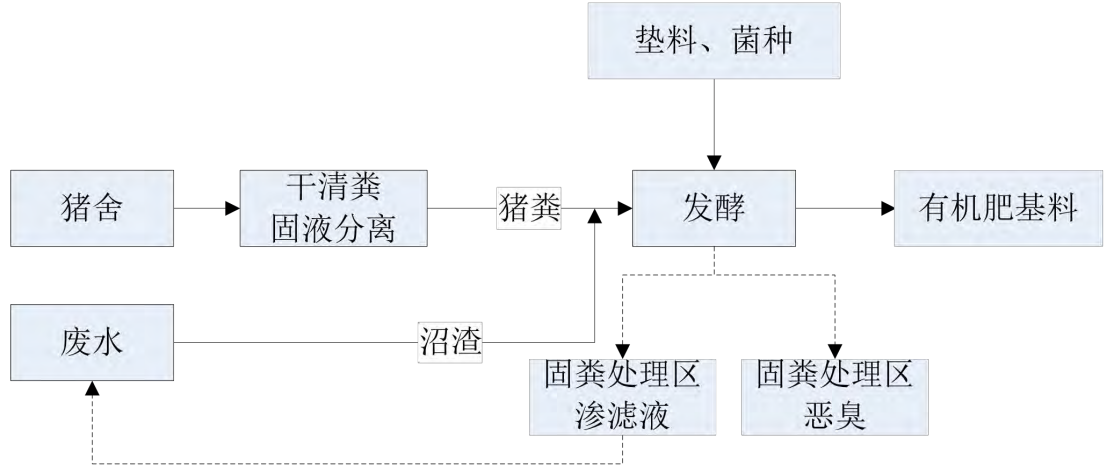 垫料、菌种
猪舍
干清粪
固液分离
猪粪
发酵
有机肥基料
废水
沼渣
固粪处理区
渗滤液
固粪处理区
恶臭